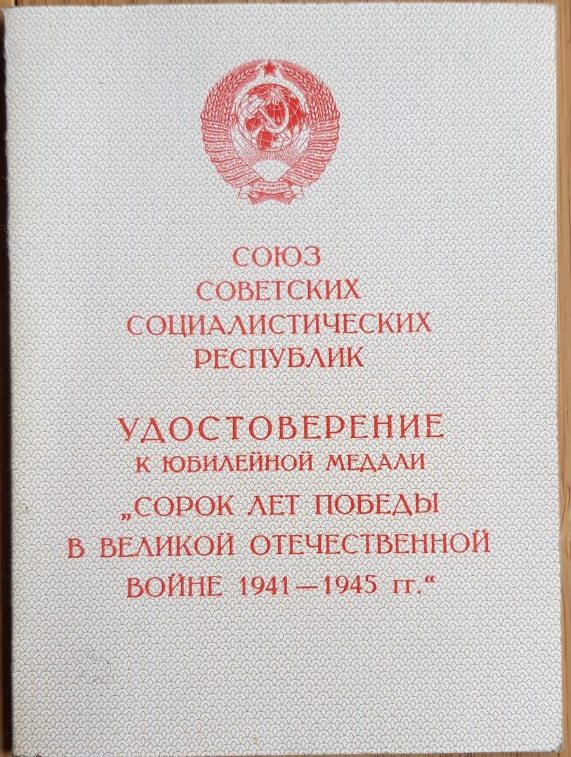 СОЮЗ
СОВЕТСКИХ
СОЦИАЛИСТИЧЕСКИХ
РЕСПУБЛИК
УДОСТОВЕРЕНИЕ
К ЮБИЛЕЙНОЙ МЕДАЛИ
„СОРОК ЛЕТ ПОБЕДЫ
В ВЕЛИКОЙ ОТЕЧЕСТВЕННОЙ
ВОЙНЕ 1941—1945 гг.“